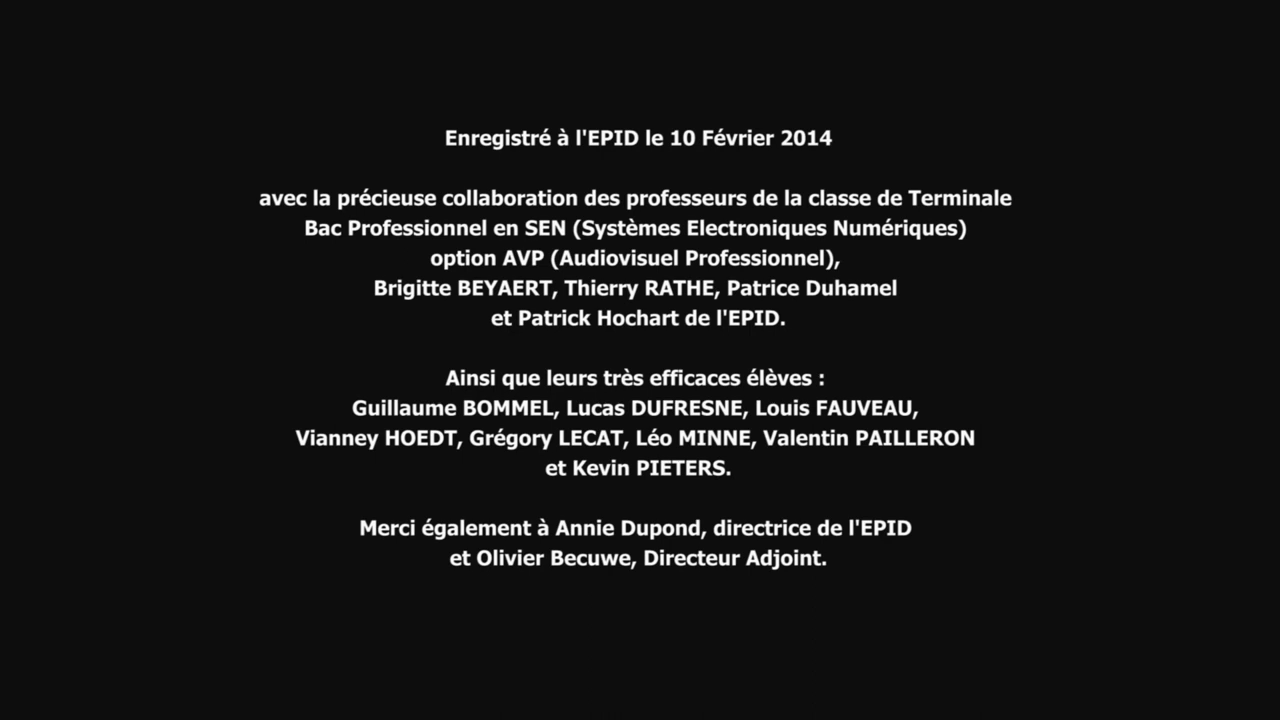 Enregistré à l'EPID le 10 Février 2014
avec la précieuse collaboration des professeurs de la classe de Terminale
Bac Professionnel en SEN (Systèmes Electroniques Numériques)
option AVP (Audiovisuel Professionnel),
Brigitte BEYAERT, Thierry RATHE, Patrice Duhamel
et Patrick Hochart de l'EPID.
Ainsi que leurs très efficaces élèves :
Guillaume BOMMEL, Lucas DUFRESNE, Louis FAUVEAU,
Vianney HOEDT, Grégory LECAT, Léo MINNE, Valentin PAILLERON
et Kevin PIETERS.
Merci également à Annie Dupond, directrice de l'EPID
et Olivier Becuwe, Directeur Adjoint.